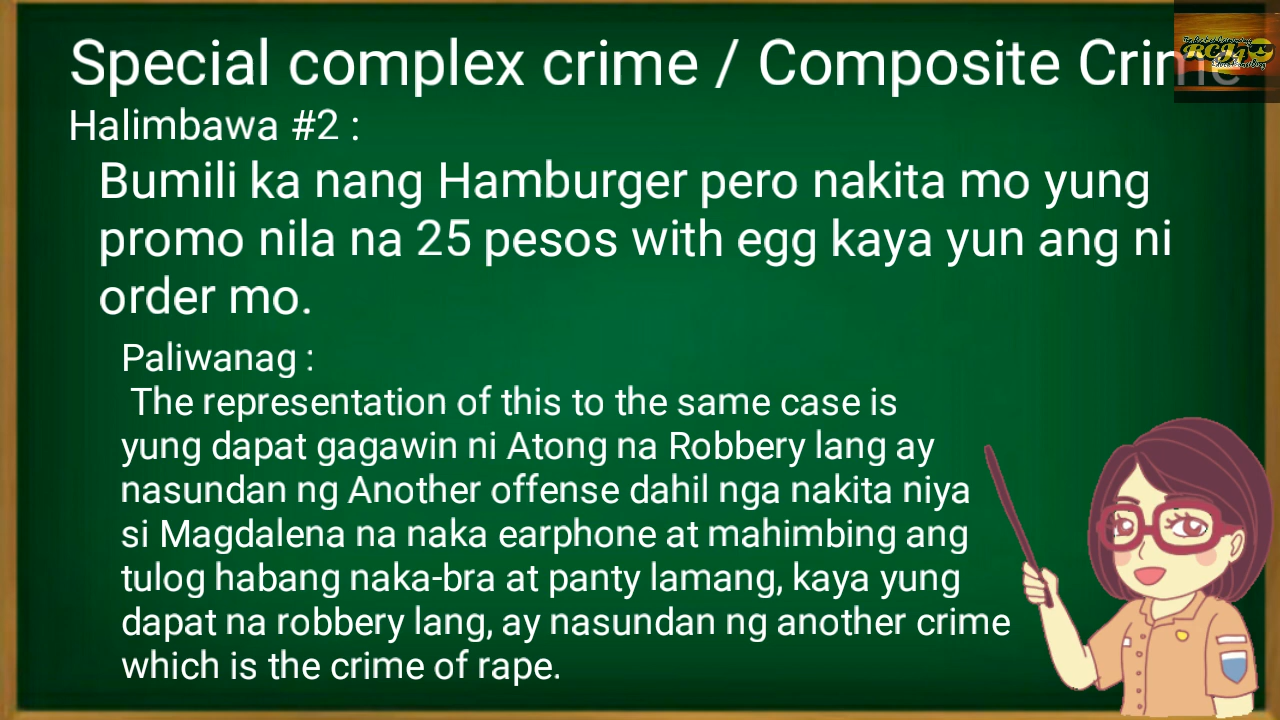 Special complex crime / Composite Crime
Halimbawa #2 :
Bumili ka nang Hamburger pero nakita mo yung
promo nila na 25 pesos with egg kaya yun ang ni
order mo.
Paliwanag :
The representation of this to the same case is
yung dapat gagawin ni Atong na Robbery lang ay
nasundan ng Another offense dahil nga nakita niya
si Magdalena na naka earphone at mahimbing ang
tulog habang naka-bra at panty lamang, kaya yung
dapat na robbery lang, ay nasundan ng another crime
which is the crime of rape.